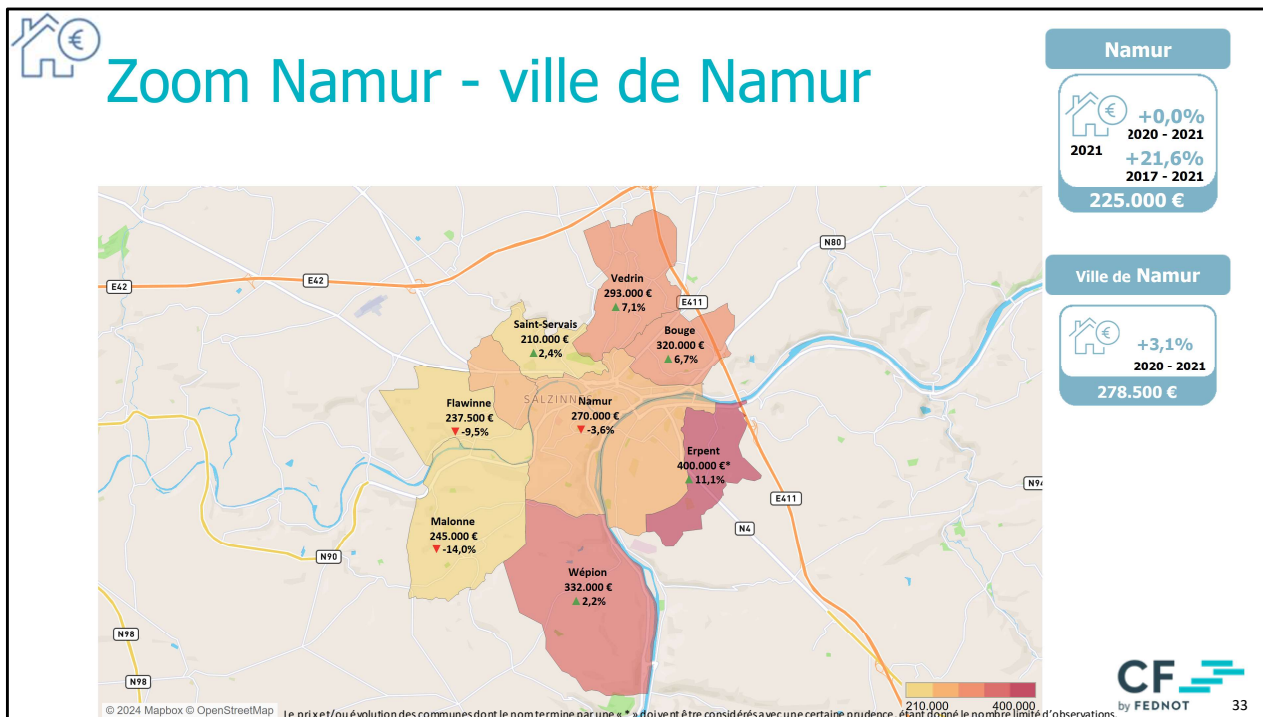 Zoom Namur - ville de Namur
Namur
€
+0,0%
2020 - 2021
2021
+21,6%
2017 - 2021
225.000 €
Ville de Namur
€
+3,1%
2020 - 2021
278.500 €
E42
E42
N80
E411
Vedrin
293.000 €
▲ 7,1%
Saint-Servais
210.000 €
▲ 2,4%
Bouge
320.000 €
▲ 6,7%
Flawinne
237.500 €
▼ -9,5%
SALZINN
Namur
270.000 €
▼ -3,6%
Erpent
400.000 €*
▲ 11,1%
E411
N94
N4
Malonne
245.000 €
▼ -14,0%
N90
Wépion
332.000 €
▲ 2,2%
N98
N98
210.000 400.000
© 2024 Mapbox © OpenStreetMap
Le prix et/ou évolution des communes dont le nom termine par une « * » doivent être considérés avec une certaine prudence, étant donné le nombre limité d'observations.
CF
by FEDNOT
33